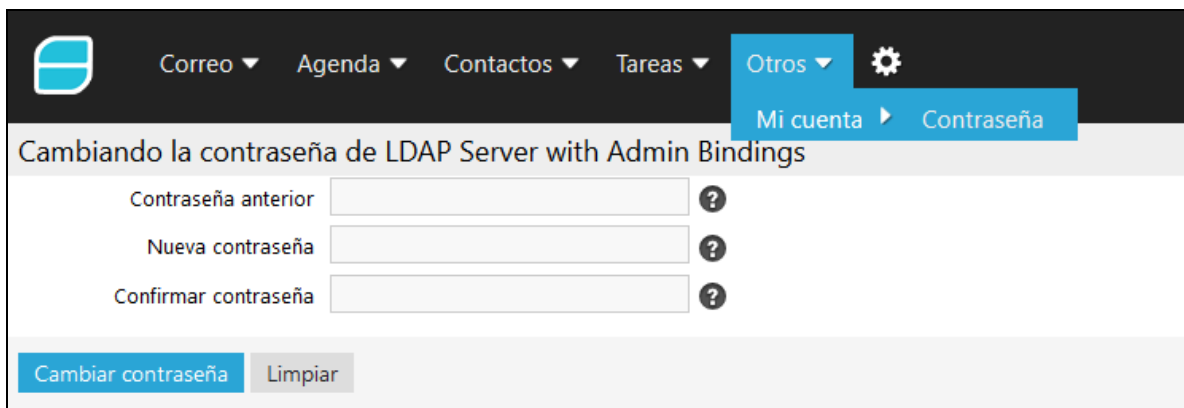 Correo Agenda Contactos Tareas Otros
Mi cuenta Contraseña
Cambiando la contraseña de LDAP Server with Admin Bindings
Contraseña anterior ?
Nueva contraseña ?
Confirmar contraseña ?
Cambiar contraseña Limpiar